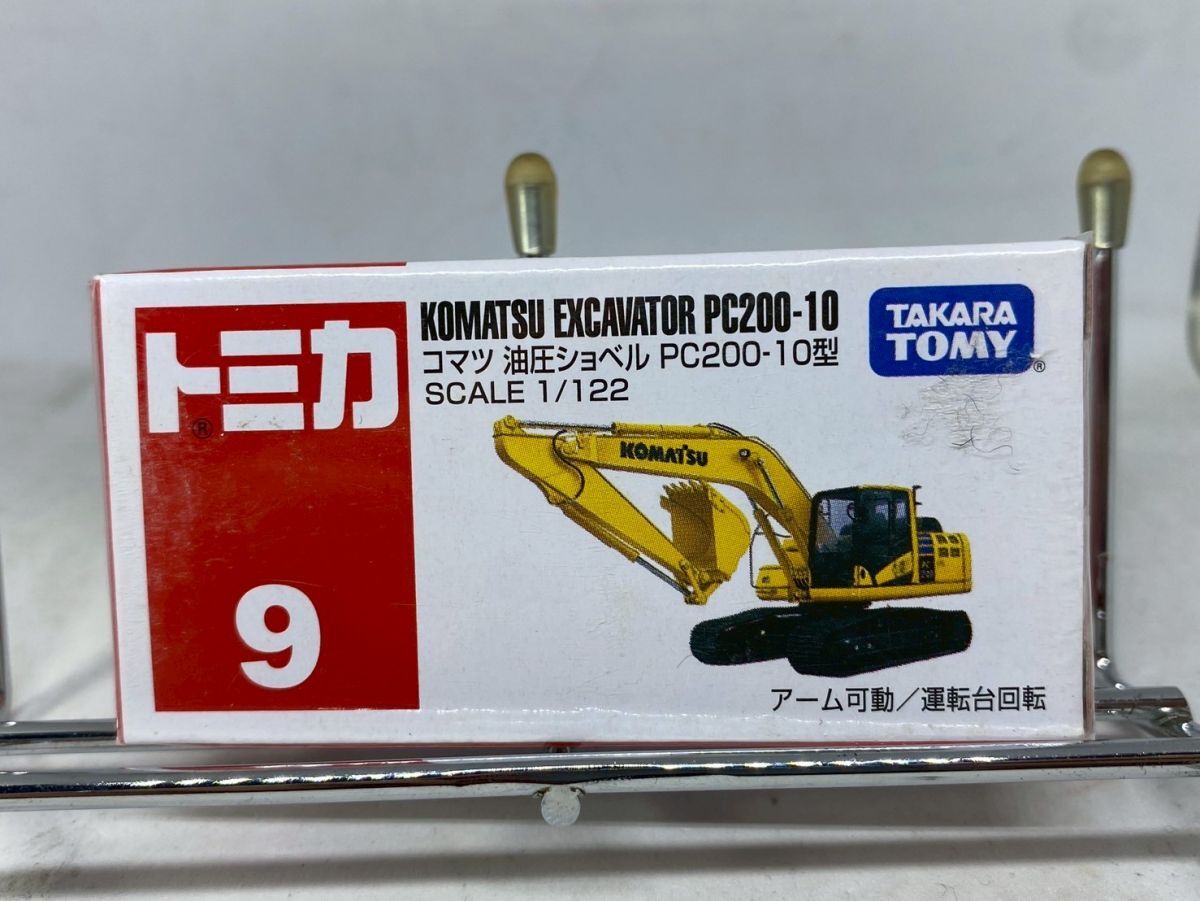 トミカ
®
9
KOMATSU EXCAVATOR PC200-10
コマツ 油圧ショベル PC200-10型
SCALE 1/122
TAKARA
TOMY
®
KOMATSU
アーム可動／運転台回転